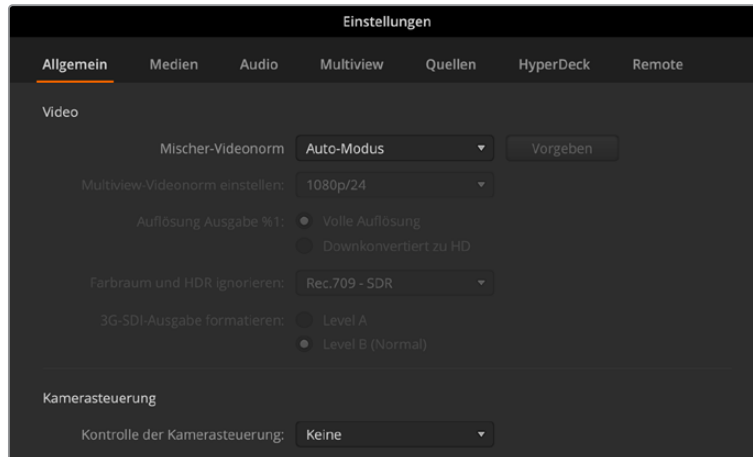 Einstellungen
Allgemein Medien Audio Multiview Quellen HyperDeck Remote
Video
Mischer-Videonorm Auto-Modus Vorgeben
Multiview-Videonorm einstellen: 1080p/24
Auflösung Ausgabe %1: Volle Auflösung
Downkonvertiert zu HD
Farbraum und HDR ignorieren: Rec.709 - SDR
3G-SDI-Ausgabe formatieren: Level A
Level B (Normal)
Kamerasteuerung
Kontrolle der Kamerasteuerung: Keine